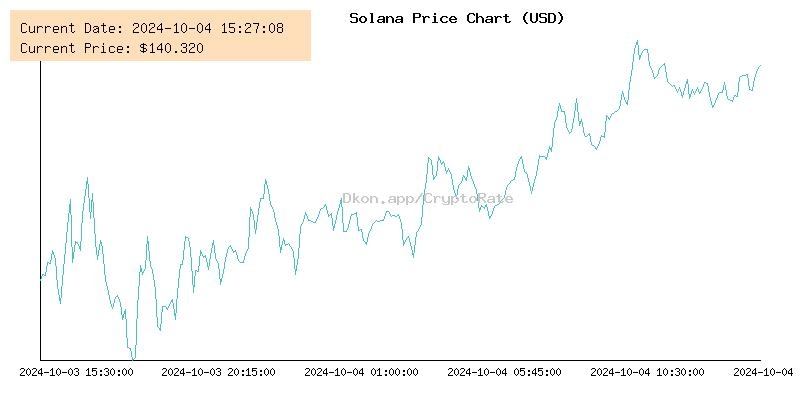 Solana Price Chart (USD)
Current Date: 2024-10-04 15:27:08
Current Price: $140.320
Dkon.app/CryptoRate
2024-10-03 15:30:00 2024-10-03 20:15:00 2024-10-04 01:00:00 2024-10-04 05:45:00 2024-10-04 10:30:00 2024-10-04